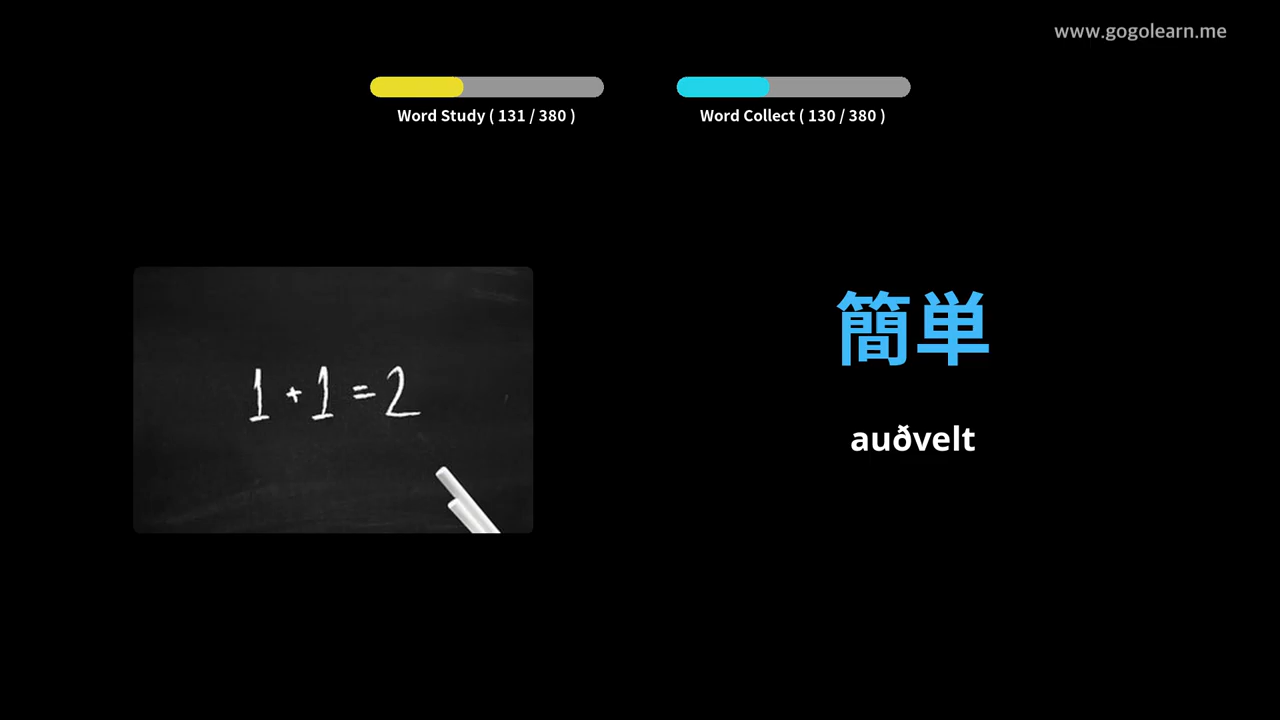 www.gogolearn.me
Word Study ( 131 / 380 )
Word Collect ( 130 / 380 )
1 + 1 = 2
簡単
auðvelt